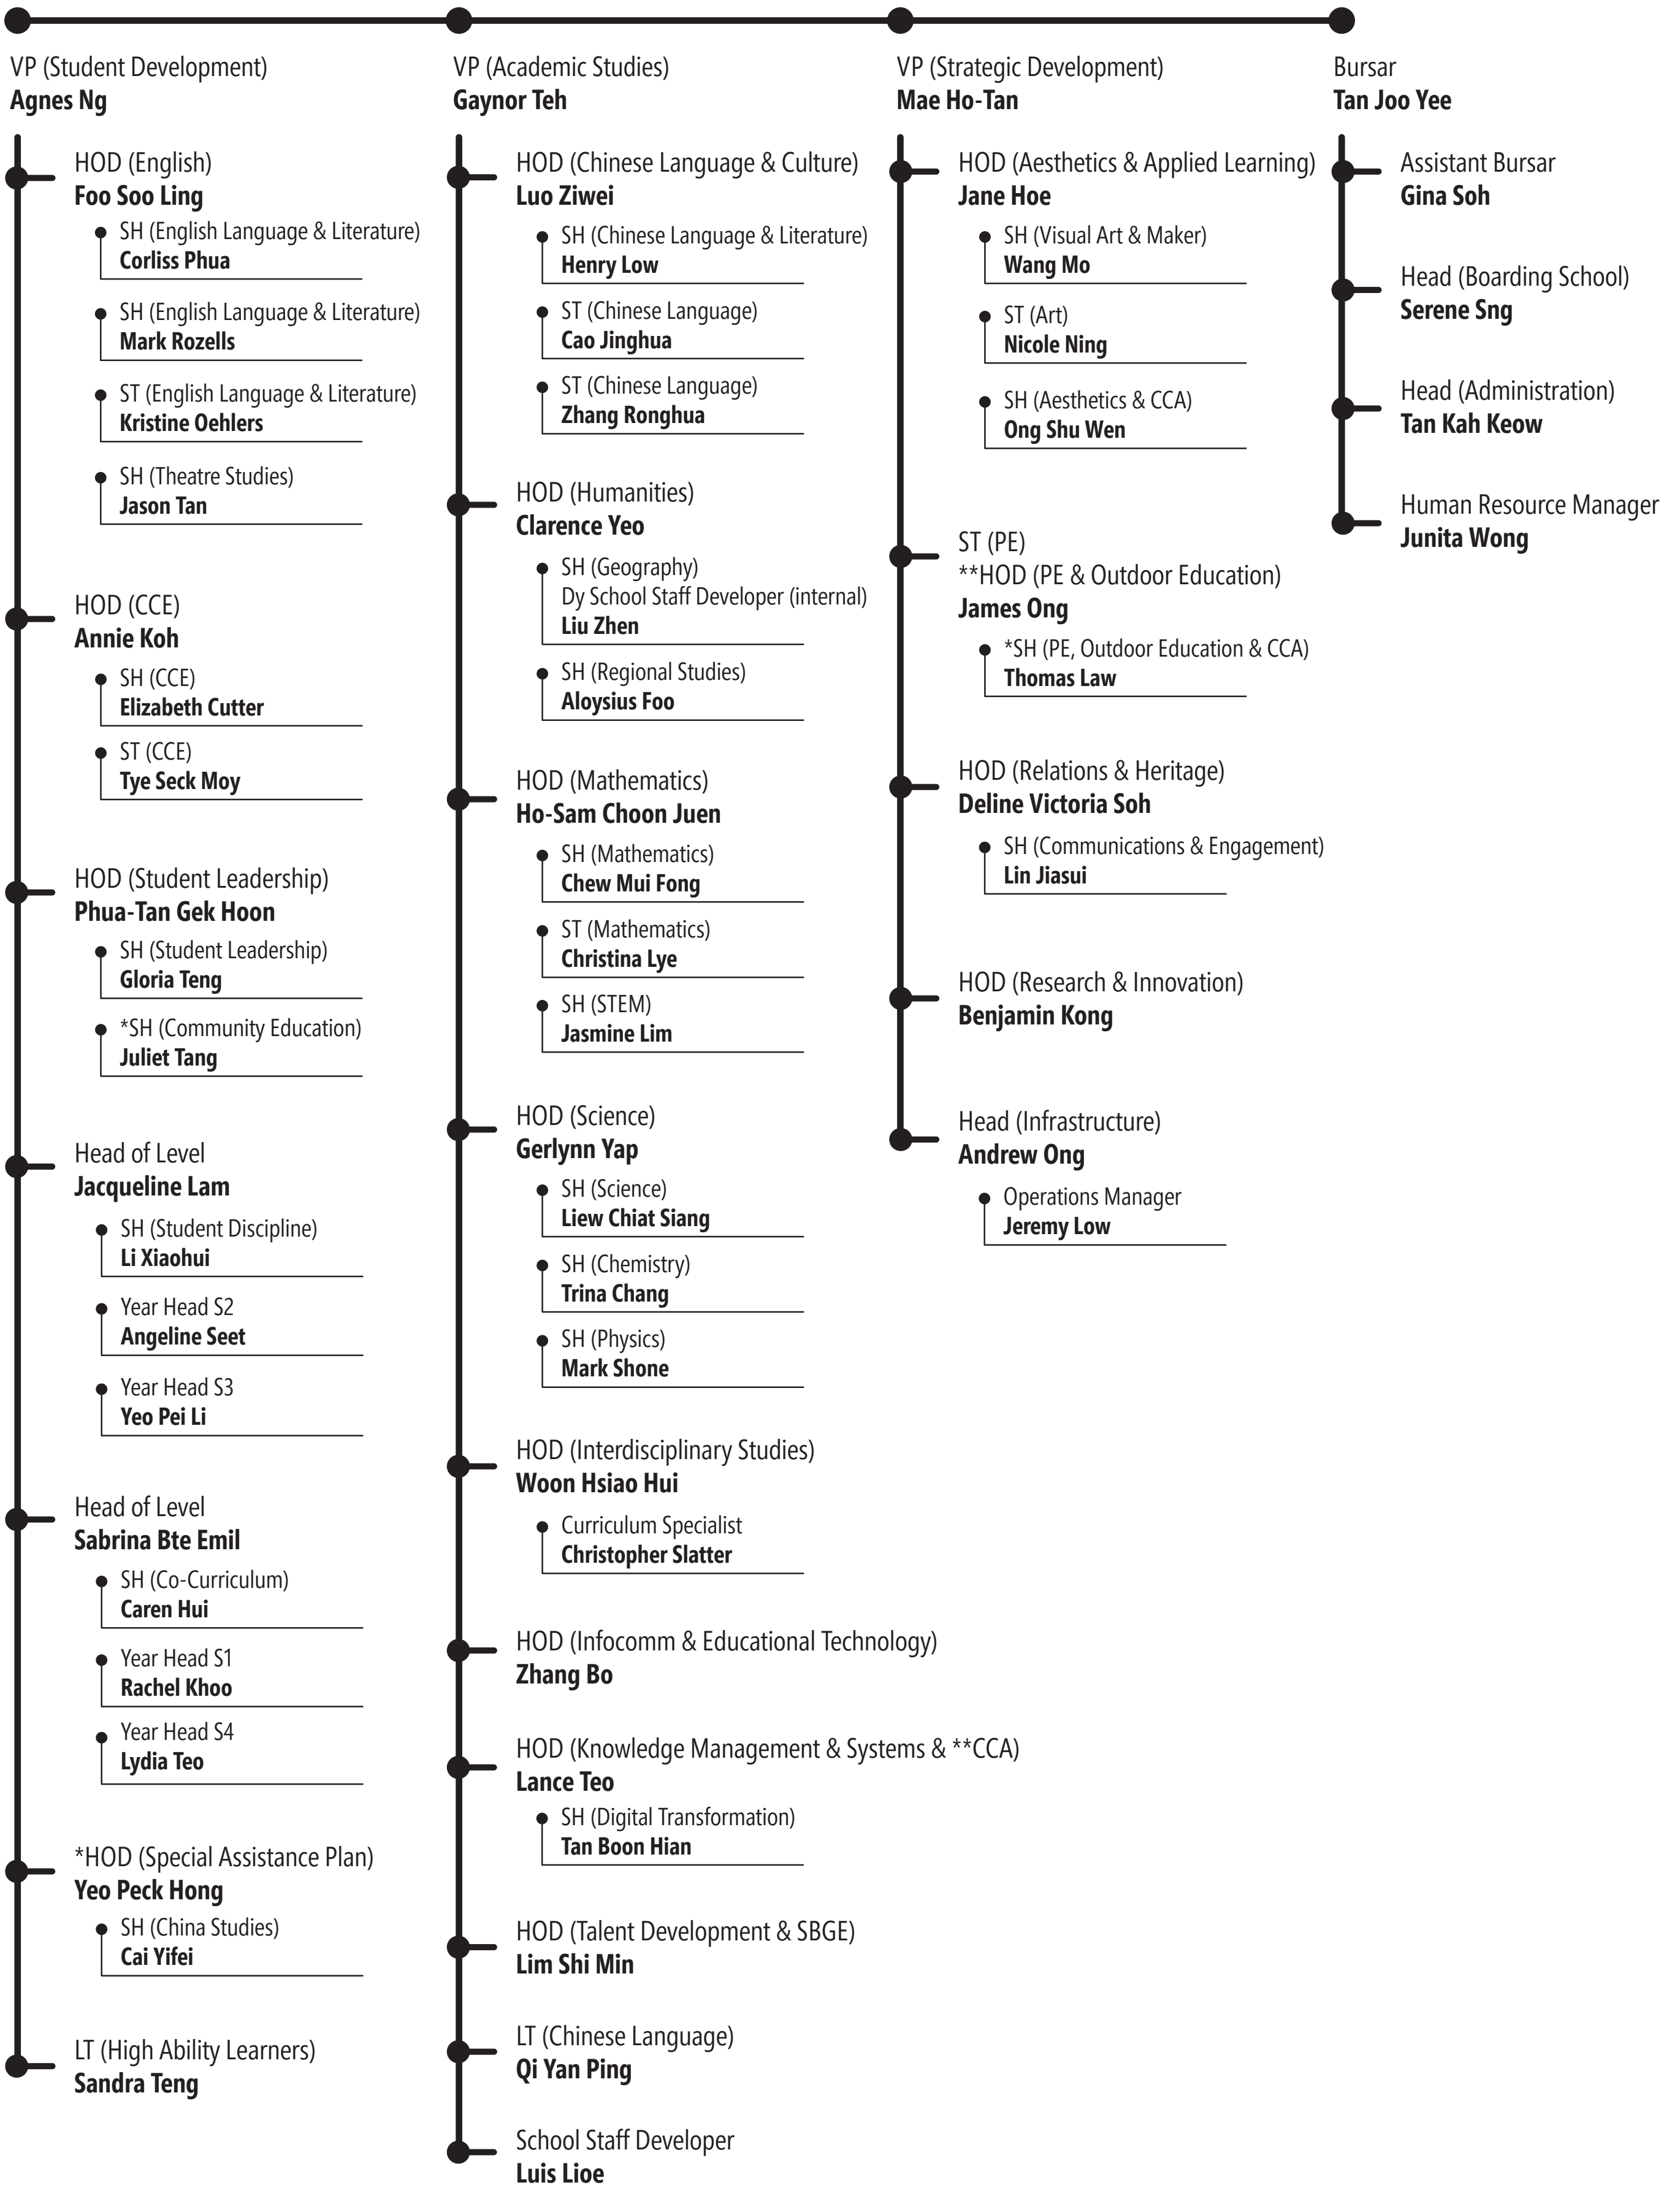 VP (Student Development)
Agnes Ng
HOD (English)
Foo Soo Ling
SH (English Language & Literature)
Corliss Phua
SH (English Language & Literature)
Mark Rozells
ST (English Language & Literature)
Kristine Oehlers
SH (Theatre Studies)
Jason Tan
HOD (CCE)
Annie Koh
SH (CCE)
Elizabeth Cutter
ST (CCE)
Tye Seck Moy
HOD (Student Leadership)
Phua-Tan Gek Hoon
SH (Student Leadership)
Gloria Teng
*SH (Community Education)
Juliet Tang
Head of Level
Jacqueline Lam
SH (Student Discipline)
Li Xiaohui
Year Head S2
Angeline Seet
Year Head S3
Yeo Pei Li
Head of Level
Sabrina Bte Emil
SH (Co-Curriculum)
Caren Hui
Year Head S1
Rachel Khoo
Year Head S4
Lydia Teo
*HOD (Special Assistance Plan)
Yeo Peck Hong
SH (China Studies)
Cai Yifei
LT (High Ability Learners)
Sandra Teng
VP (Academic Studies)
Gaynor Teh
HOD (Chinese Language & Culture)
Luo Ziwei
SH (Chinese Language & Literature)
Henry Low
ST (Chinese Language)
Cao Jinghua
ST (Chinese Language)
Zhang Ronghua
HOD (Humanities)
Clarence Yeo
SH (Geography)
Dy School Staff Developer (internal)
Liu Zhen
SH (Regional Studies)
Aloysius Foo
HOD (Mathematics)
Ho-Sam Choon Juen
SH (Mathematics)
Chew Mui Fong
ST (Mathematics)
Christina Lye
SH (STEM)
Jasmine Lim
HOD (Science)
Gerlynn Yap
SH (Science)
Liew Chiat Siang
SH (Chemistry)
Trina Chang
SH (Physics)
Mark Shone
HOD (Interdisciplinary Studies)
Woon Hsiao Hui
Curriculum Specialist
Christopher Slatter
HOD (Infocomm & Educational Technology)
Zhang Bo
HOD (Knowledge Management & Systems & **CCA)
Lance Teo
SH (Digital Transformation)
Tan Boon Hian
HOD (Talent Development & SBGE)
Lim Shi Min
LT (Chinese Language)
Qi Yan Ping
School Staff Developer
Luis Lioe
VP (Strategic Development)
Mae Ho-Tan
HOD (Aesthetics & Applied Learning)
Jane Hoe
SH (Visual Art & Maker)
Wang Mo
ST (Art)
Nicole Ning
SH (Aesthetics & CCA)
Ong Shu Wen
ST (PE)
**HOD (PE & Outdoor Education)
James Ong
*SH (PE, Outdoor Education & CCA)
Thomas Law
HOD (Relations & Heritage)
Deline Victoria Soh
SH (Communications & Engagement)
Lin Jiasui
HOD (Research & Innovation)
Benjamin Kong
Head (Infrastructure)
Andrew Ong
Operations Manager
Jeremy Low
Bursar
Tan Joo Yee
Assistant Bursar
Gina Soh
Head (Boarding School)
Serene Sng
Head (Administration)
Tan Kah Keow
Human Resource Manager
Junita Wong